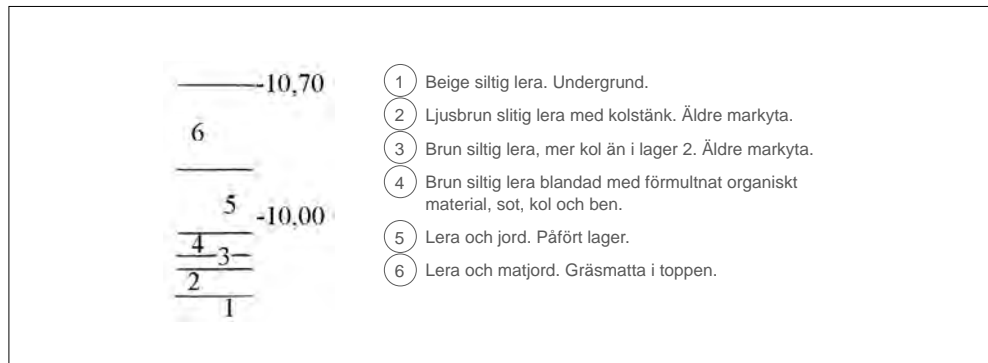 -10,70
6
5 -10,00
4
3
2
1
1 Beige siltig lera. Undergrund.
2 Ljusbrun slitig lera med kolstänk. Äldre markyta.
3 Brun siltig lera, mer kol än i lager 2. Äldre markyta.
4 Brun siltig lera blandad med förmultnat organiskt
material, sot, kol och ben.
5 Lera och jord. Påfört lager.
6 Lera och matjord. Gräsmatta i toppen.